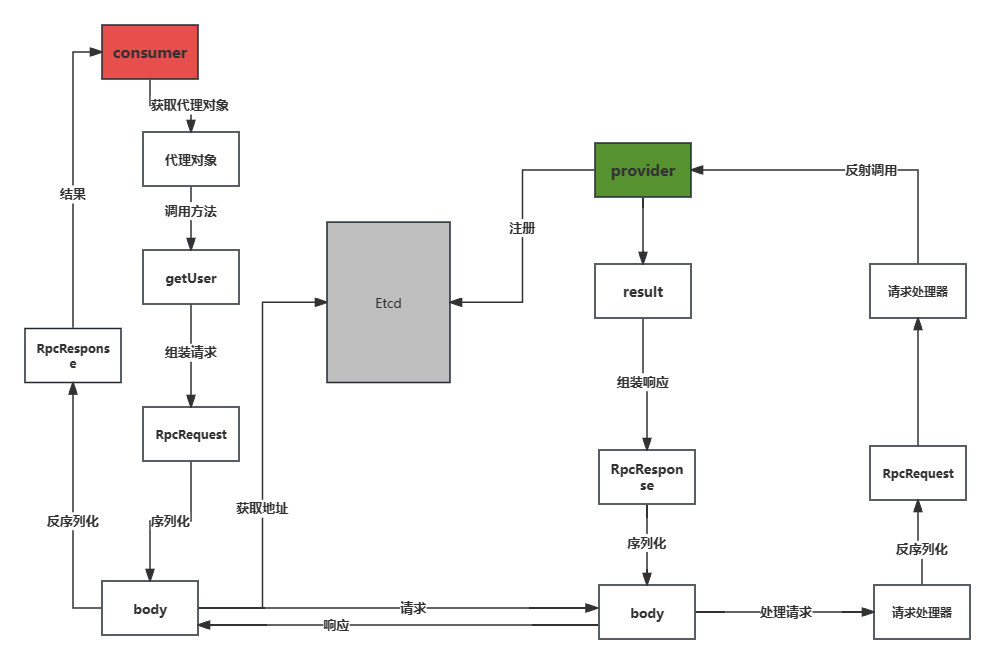 consumer
获取代理对象
代理对象
调用方法
getUser
组装请求
RpcRequest
序列化
body
结果
RpcRespons
e
反序列化
获取地址
Etcd
注册
provider
result
组装响应
RpcRespon
se
序列化
body
请求
响应
处理请求
请求处理器
反序列化
RpcRequest
请求处理器
反射调用